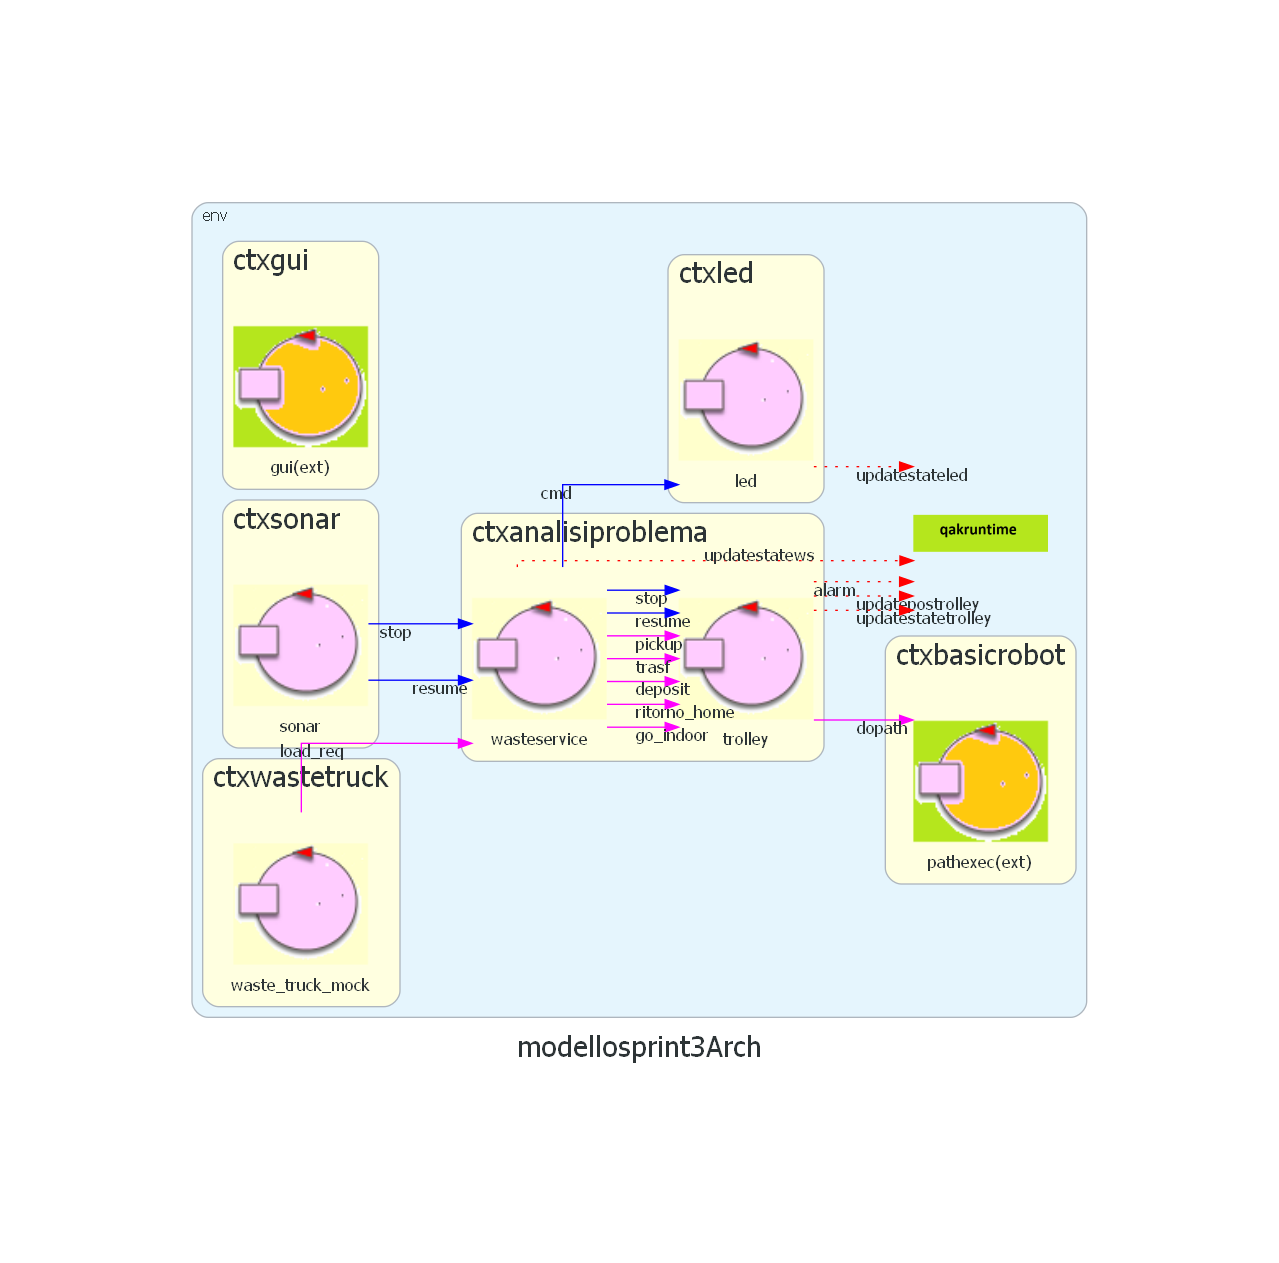 env
ctxgui
gui(ext)
ctxled
led
updatestateled
cmd
ctxsonar
sonar
stop
resume
ctxanalisiproblema
updatestatews
wasteservice
stop
resume
pickup
trasf
deposit
ritorno_home
go_indoor
trolley
alarm
updatepostrolley
updatestatetrolley
qakruntime
ctxbasicrobot
dopath
pathexec(ext)
load_req
ctxwastetruck
waste_truck_mock
modellosprint3Arch